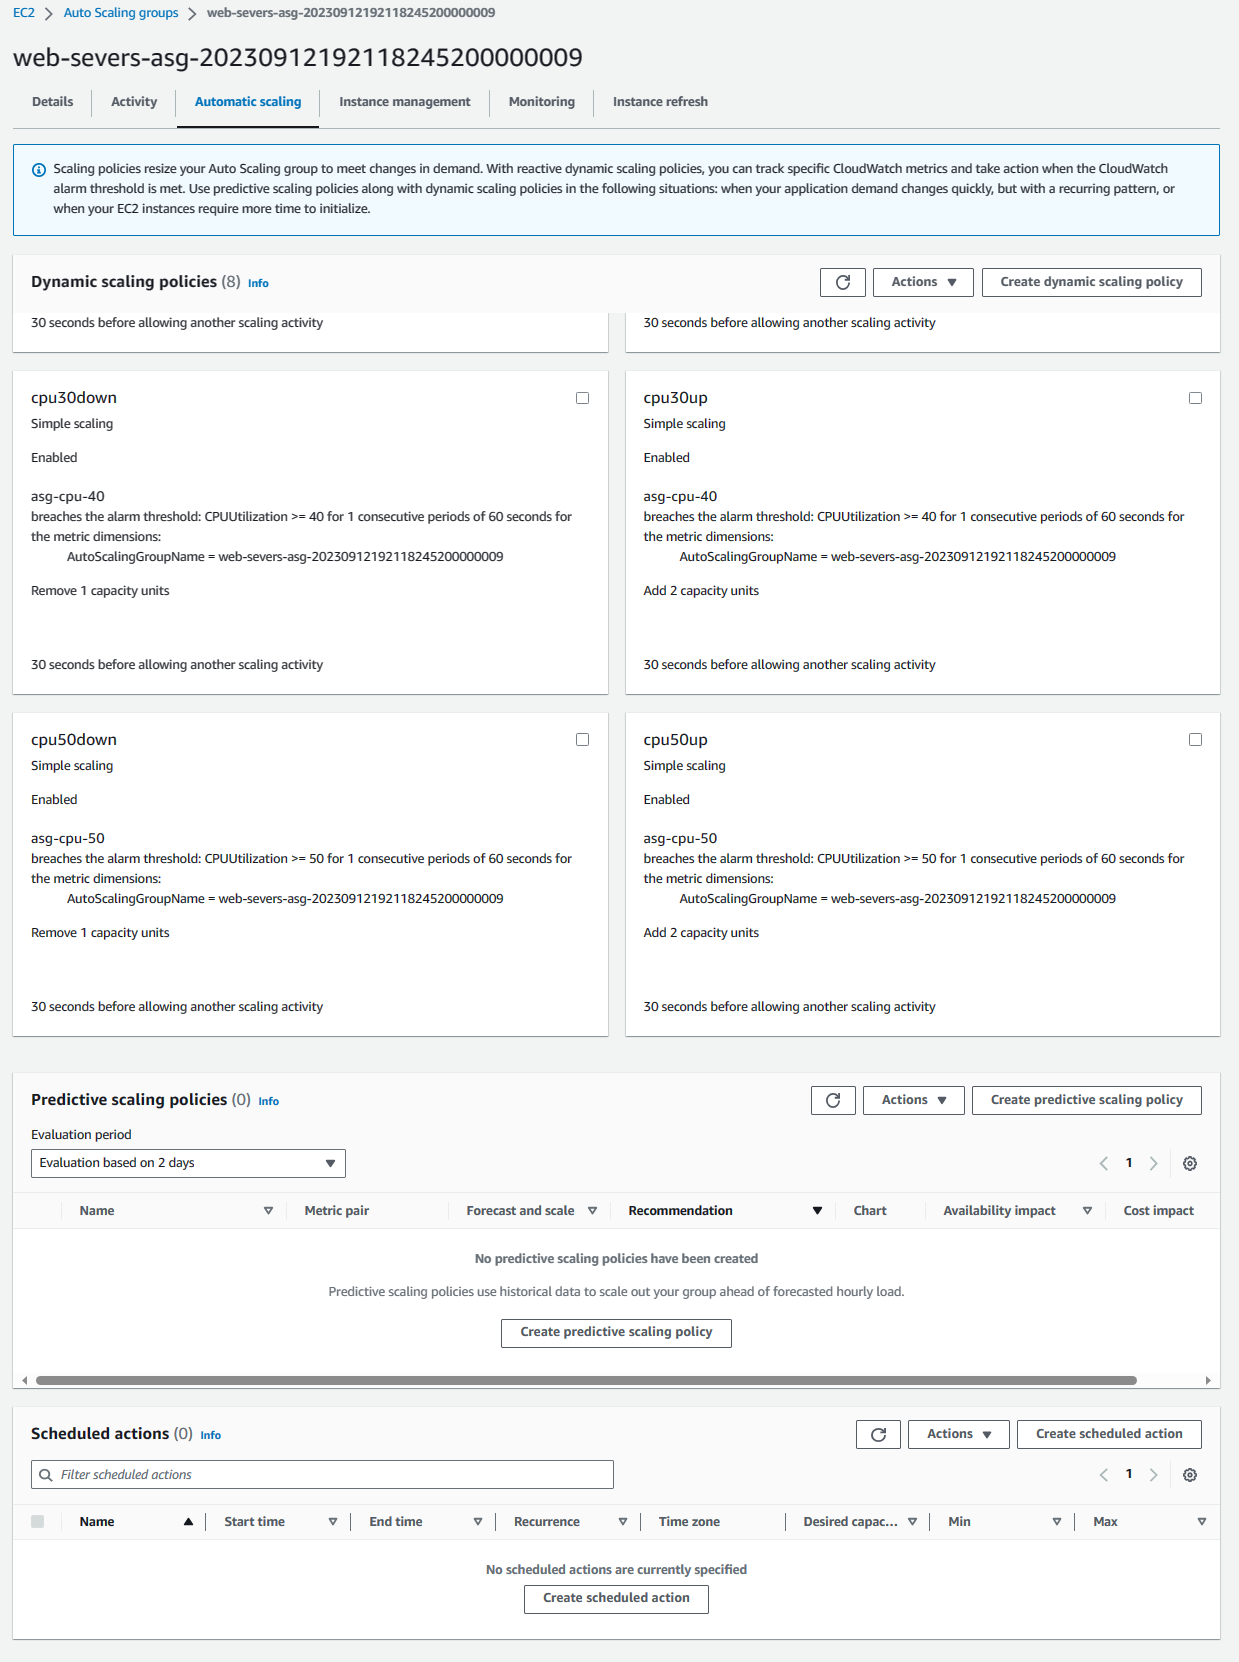 EC2 > Auto Scaling groups > web-severs-asg-20230912192118245200000009
web-severs-asg-20230912192118245200000009
Details Activity Automatic scaling Instance management Monitoring Instance refresh
Scaling policies resize your Auto Scaling group to meet changes in demand. With reactive dynamic scaling policies, you can track specific CloudWatch metrics and take action when the CloudWatch
alarm threshold is met. Use predictive scaling policies along with dynamic scaling policies in the following situations: when your application demand changes quickly, but with a recurring pattern, or
when your EC2 instances require more time to initialize.
Dynamic scaling policies (8) Info Actions Create dynamic scaling policy
30 seconds before allowing another scaling activity
30 seconds before allowing another scaling activity
cpu30down
Simple scaling
Enabled
asg-cpu-40
breaches the alarm threshold: CPUUtilization >= 40 for 1 consecutive periods of 60 seconds for
the metric dimensions:
AutoScalingGroupName = web-severs-asg-20230912192118245200000009
Remove 1 capacity units
30 seconds before allowing another scaling activity
cpu30up
Simple scaling
Enabled
asg-cpu-40
breaches the alarm threshold: CPUUtilization >= 40 for 1 consecutive periods of 60 seconds for
the metric dimensions:
AutoScalingGroupName = web-severs-asg-20230912192118245200000009
Add 2 capacity units
30 seconds before allowing another scaling activity
cpu50down
Simple scaling
Enabled
asg-cpu-50
breaches the alarm threshold: CPUUtilization >= 50 for 1 consecutive periods of 60 seconds for
the metric dimensions:
AutoScalingGroupName = web-severs-asg-20230912192118245200000009
Remove 1 capacity units
30 seconds before allowing another scaling activity
cpu50up
Simple scaling
Enabled
asg-cpu-50
breaches the alarm threshold: CPUUtilization >= 50 for 1 consecutive periods of 60 seconds for
the metric dimensions:
AutoScalingGroupName = web-severs-asg-20230912192118245200000009
Add 2 capacity units
30 seconds before allowing another scaling activity
Predictive scaling policies (0) Info Actions Create predictive scaling policy
Evaluation period
Evaluation based on 2 days 1
Name Metric pair Forecast and scale Recommendation Chart Availability impact Cost impact
No predictive scaling policies have been created
Predictive scaling policies use historical data to scale out your group ahead of forecasted hourly load.
Create predictive scaling policy
Scheduled actions (0) Info Actions Create scheduled action
Filter scheduled actions 1
Name Start time End time Recurrence Time zone Desired capac... Min Max
No scheduled actions are currently specified
Create scheduled action